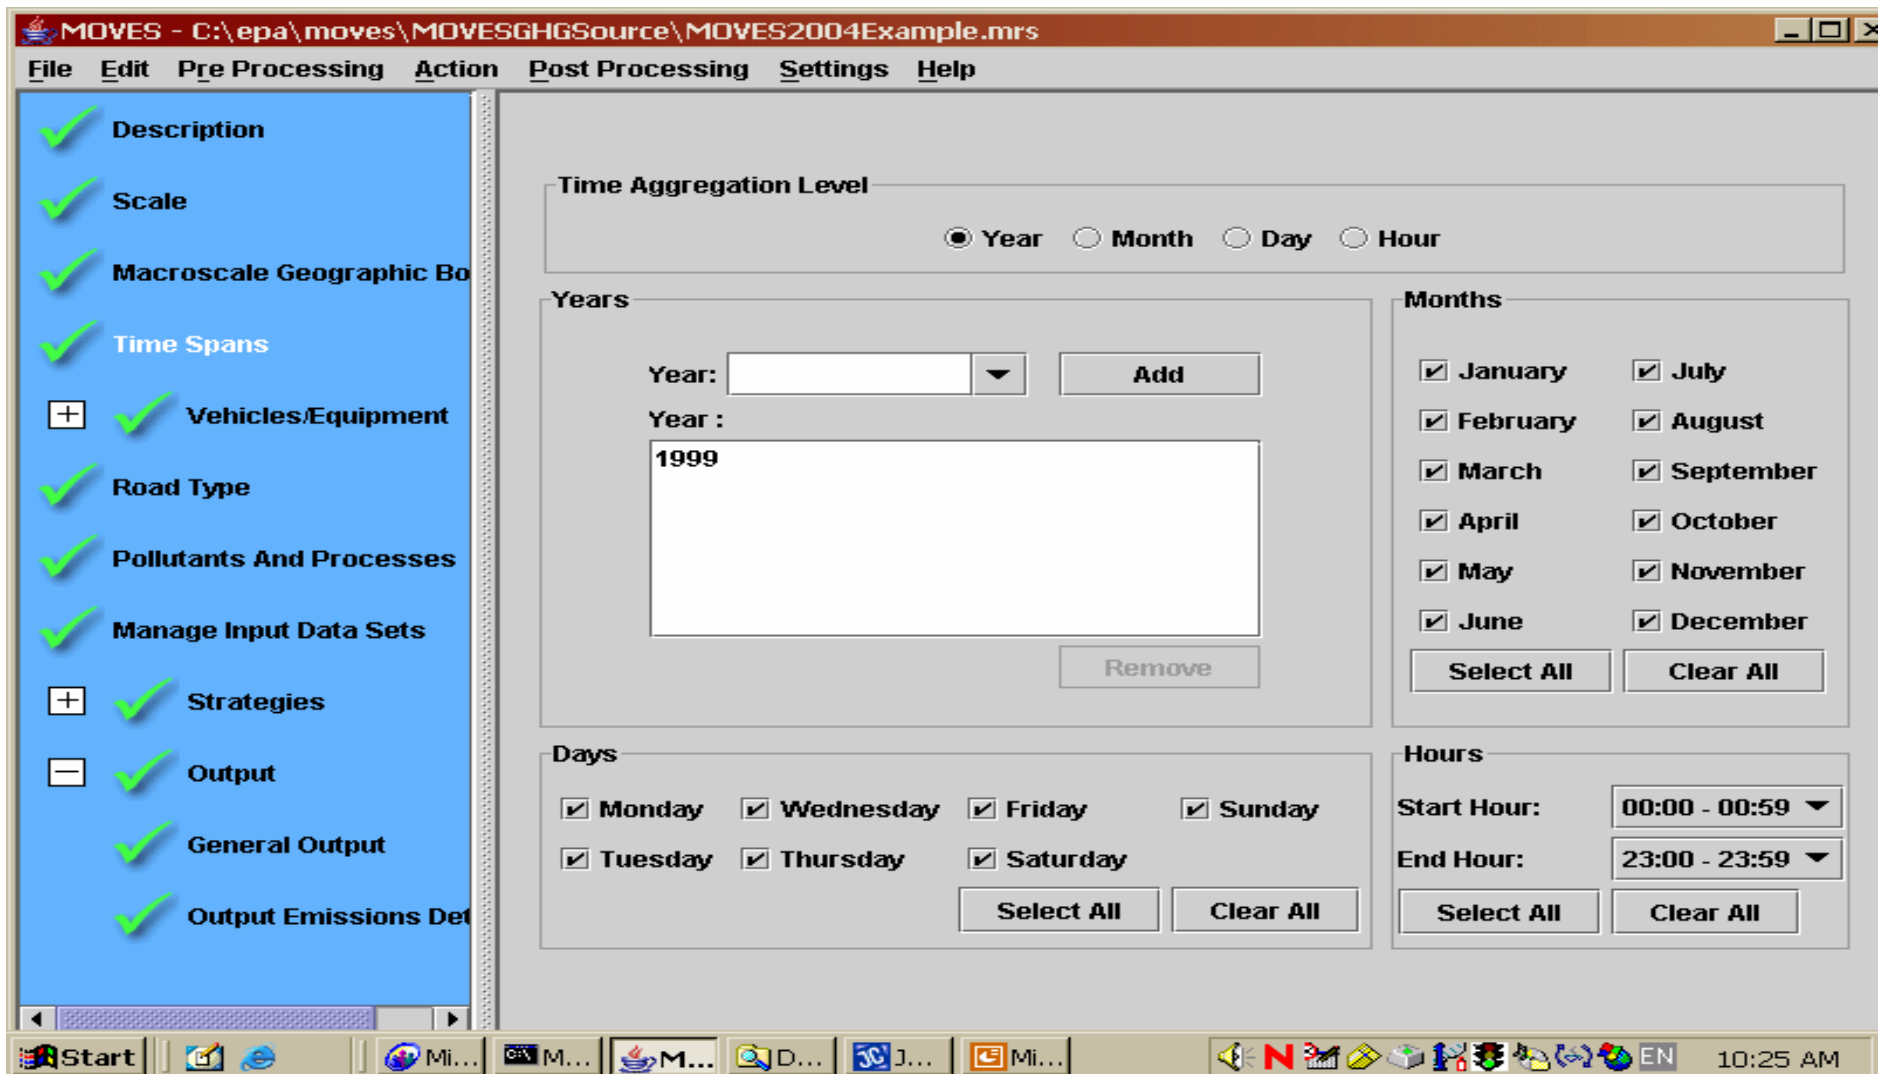 MOVES - C:\epa\moves\MOVESGHGSource\MOVES2004Example.mrs
File Edit Pre Processing Action Post Processing Settings Help
Description
Scale
Macroscale Geographic Bo
Time Spans
Vehicles/Equipment
Road Type
Pollutants And Processes
Manage Input Data Sets
Strategies
Output
General Output
Output Emissions Det
Time Aggregation Level
Year Month Day Hour
Years
Year: Add
Year :
1999
Remove
Months
January July
February August
March September
April October
May November
June December
Select All Clear All
Days
Monday Wednesday Friday Sunday
Tuesday Thursday Saturday
Select All Clear All
Hours
Start Hour: 00:00 - 00:59
End Hour: 23:00 - 23:59
Select All Clear All
Start Mi... M... M... D... J... Mi... N EN 10:25 AM